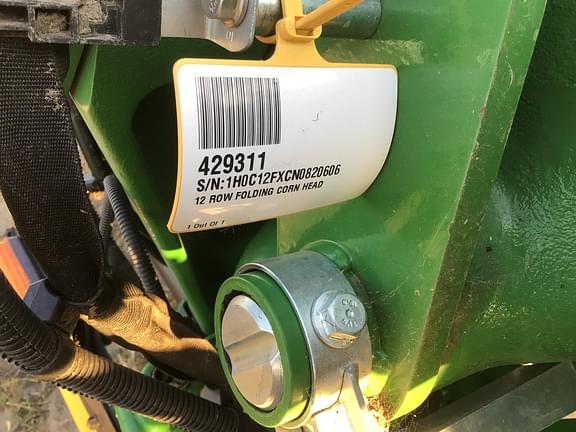 429311
S/N:1H0C12FXCN0820606
12 ROW FOLDING CORN HEAD
1 Out Of 1